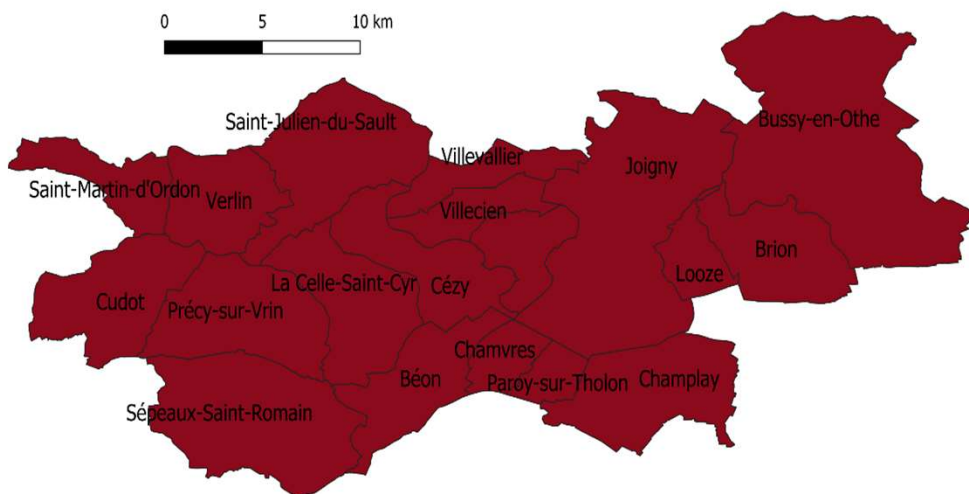 0 5 10 km
Saint-Julien-du-Sault
Bussy-en-Othe
Villevallier
Joigny
Saint-Martin-d'Ordon
Verlin
Villecien
Brion
Looze
La Celle-Saint-Cyr
Cézy
Cudot
Précy-sur-Vrin
Chamvres
Béon
Paroy-sur-Tholon
Champlay
Sépeaux-Saint-Romain